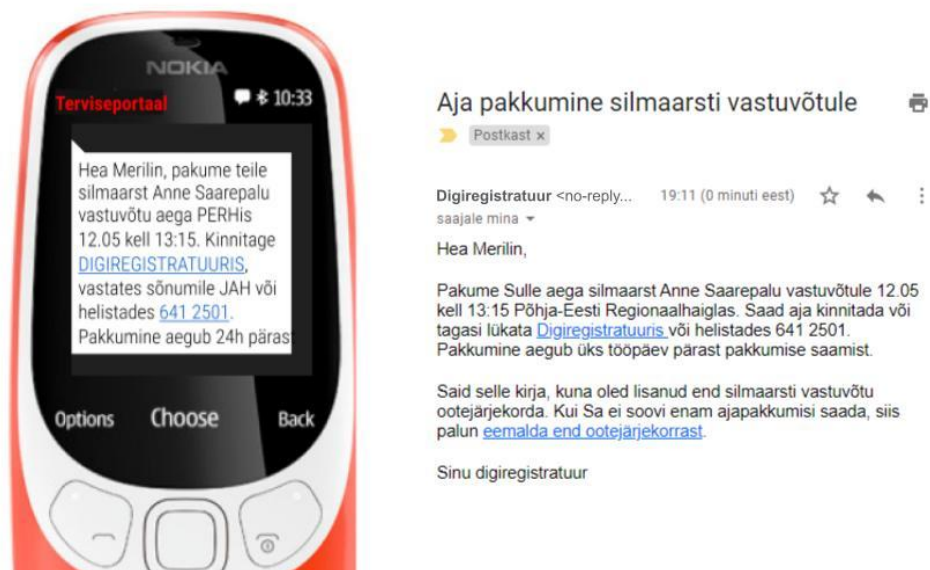 NOKIA
Terviseportaal
10:33
Hea Merilin, pakume teile
silmaarst Anne Saarepalu
vastuvõtu aega PERHis
12.05 kell 13:15. Kinnitage
DIGIREGISTRATUURIS,
vastates sõnumile JAH või
helistades 641 2501.
Pakkumine aegub 24h pärast
Options Choose Back
Aja pakkumine silmaarsti vastuvõtule
Postkast x
Digiregistratuur <no-reply... 19:11 (0 minuti eest)
saajale mina
Hea Merilin,
Pakume Sulle aega silmaarst Anne Saarepalu vastuvõtule 12.05
kell 13:15 Põhja-Eesti Regionaalhaiglas. Saad aja kinnitada või
tagasi lükata Digiregistratuuris või helistades 641 2501.
Pakkumine aegub üks tööpäev pärast pakkumise saamist.
Said selle kirja, kuna oled lisanud end silmaarsti vastuvõtu
ootejärjekorda. Kui Sa ei soovi enam ajapakkumisi saada, siis
palun eemalda end ootejärjekorrast.
Sinu digiregistratuur